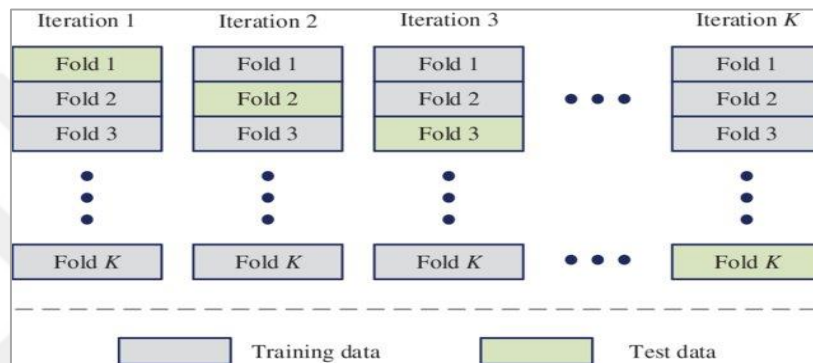 Iteration 1 Iteration 2 Iteration 3 Iteration K
Fold 1 Fold 1 Fold 1 Fold 1
Fold 2 Fold 2 Fold 2 Fold 2
Fold 3 Fold 3 Fold 3 Fold 3
Fold K Fold K Fold K Fold K
Training data Test data